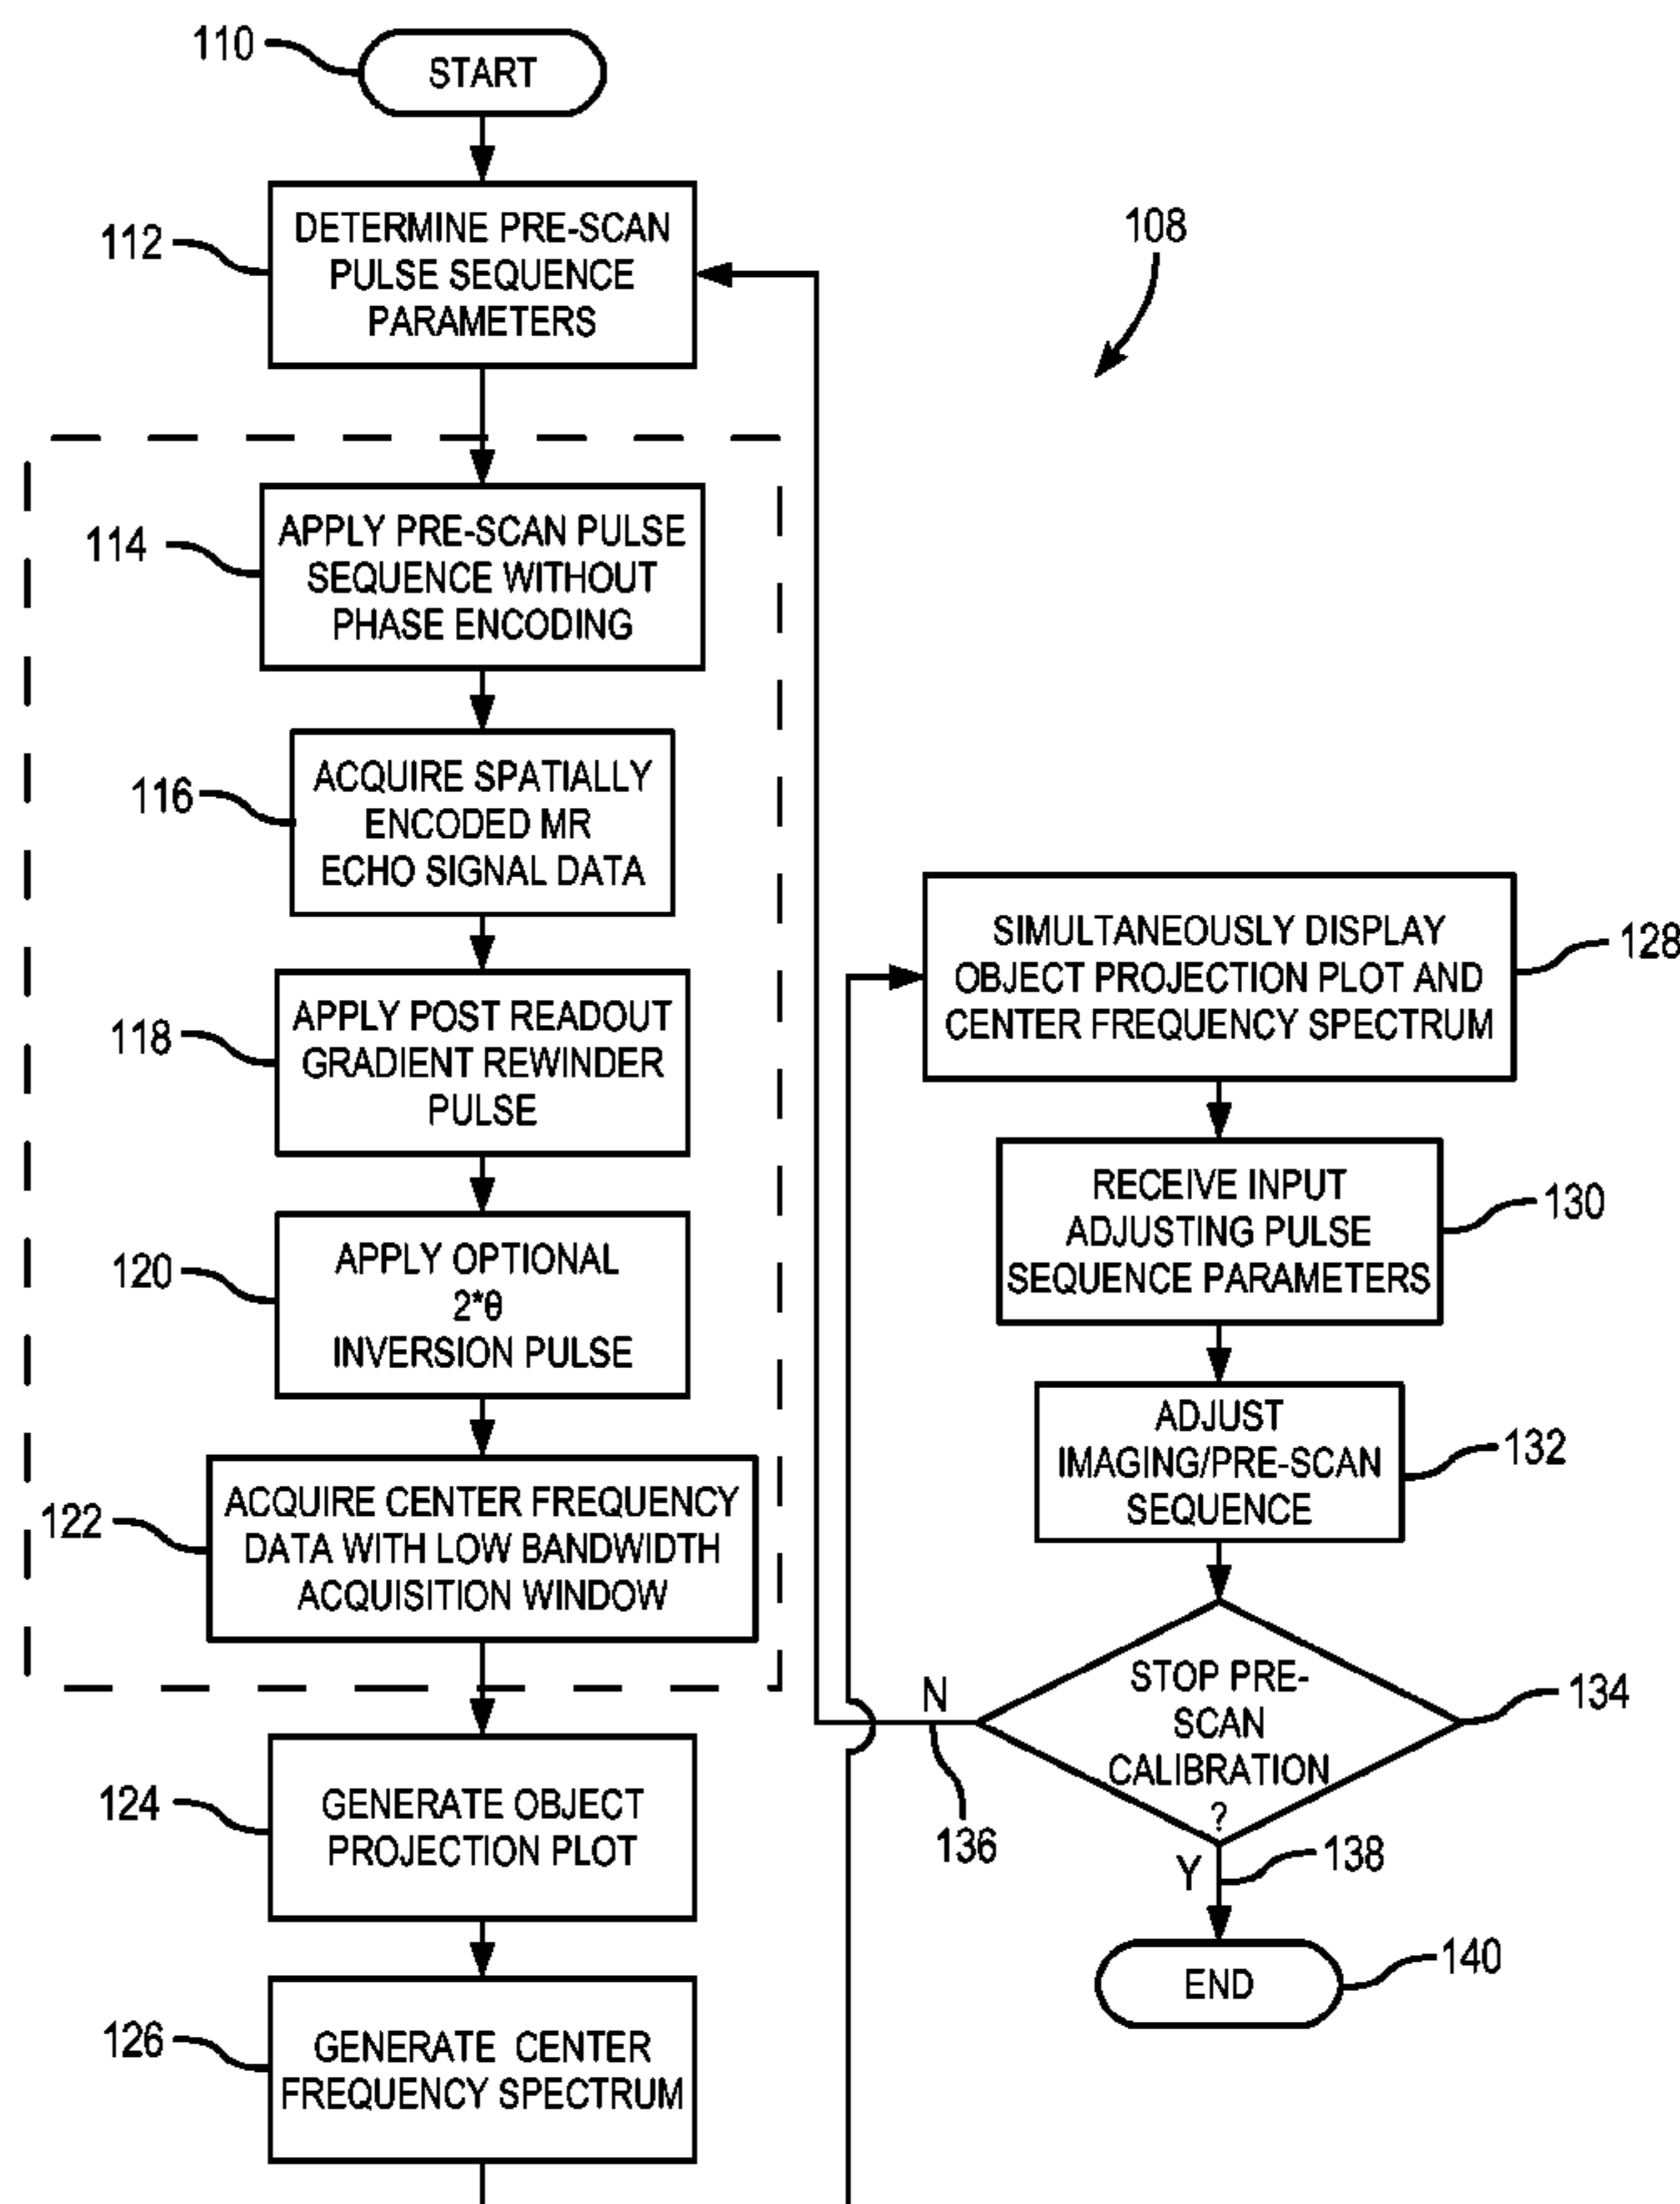 110
START
112
DETERMINE PRE-SCAN
PULSE SEQUENCE
PARAMETERS
108
114
APPLY PRE-SCAN PULSE
SEQUENCE WITHOUT
PHASE ENCODING
116
ACQUIRE SPATIALLY
ENCODED MR
ECHO SIGNAL DATA
118
APPLY POST READOUT
GRADIENT REWINDER
PULSE
120
APPLY OPTIONAL
2*θ
INVERSION PULSE
122
ACQUIRE CENTER FREQUENCY
DATA WITH LOW BANDWIDTH
ACQUISITION WINDOW
124
GENERATE OBJECT
PROJECTION PLOT
126
GENERATE CENTER
FREQUENCY SPECTRUM
SIMULTANEOUSLY DISPLAY
OBJECT PROJECTION PLOT AND
CENTER FREQUENCY SPECTRUM
128
RECEIVE INPUT
ADJUSTING PULSE
SEQUENCE PARAMETERS
130
ADJUST
IMAGING/PRE-SCAN
SEQUENCE
132
STOP PRE-
SCAN
CALIBRATION
?
134
N
136
Y
138
END
140